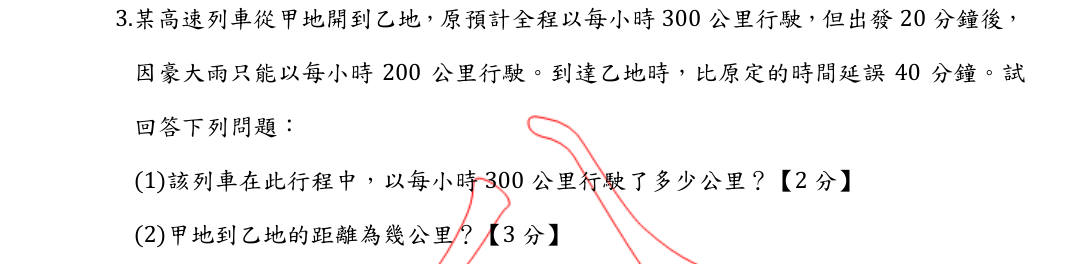 3.某高速列車從甲地開到乙地，原預計全程以每小時 300 公里行駛，但出發 20 分鐘後，
因豪大雨只能以每小時 200 公里行駛。到達乙地時，比原定的時間延誤 40 分鐘。試
回答下列問題：
(1)該列車在此行程中，以每小時 300 公里行駛了多少公里？【2 分】
(2)甲地到乙地的距離為幾公里？【3 分】